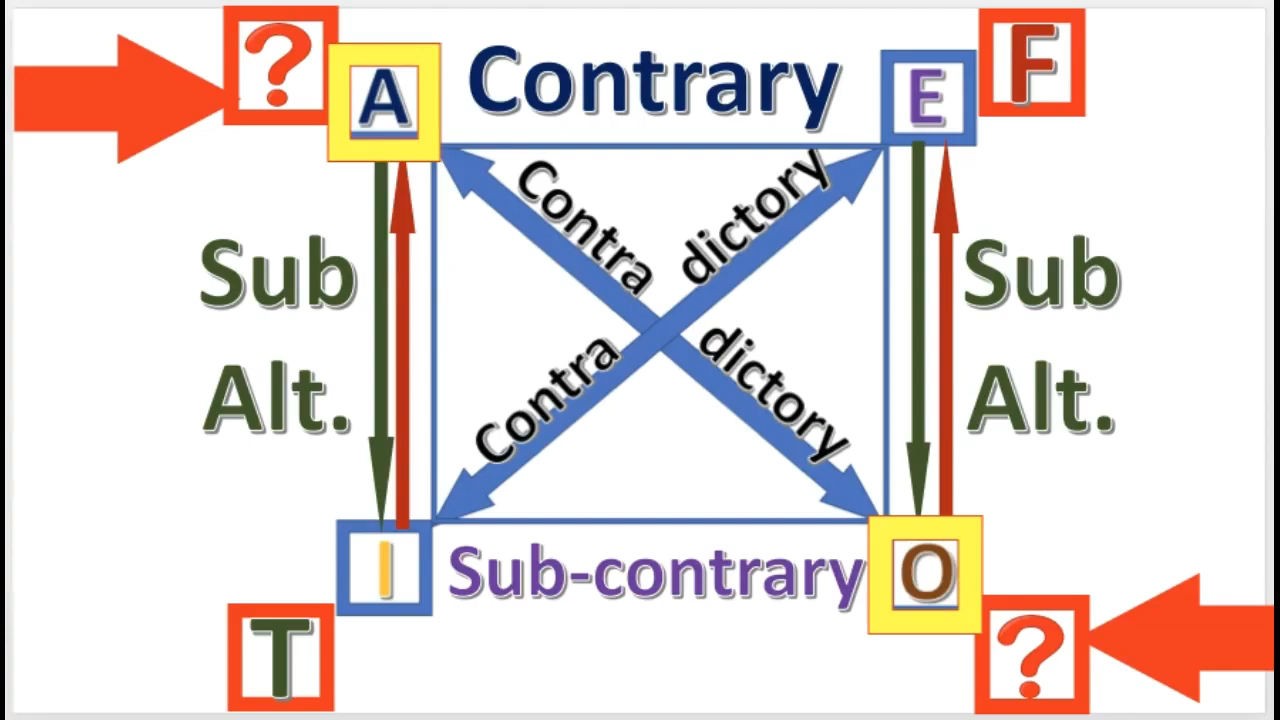 ?
A
Contrary
E
F
Contra
dictory
Sub
Alt.
Sub
Alt.
Contra
dictory
I
Sub-contrary
O
T
?